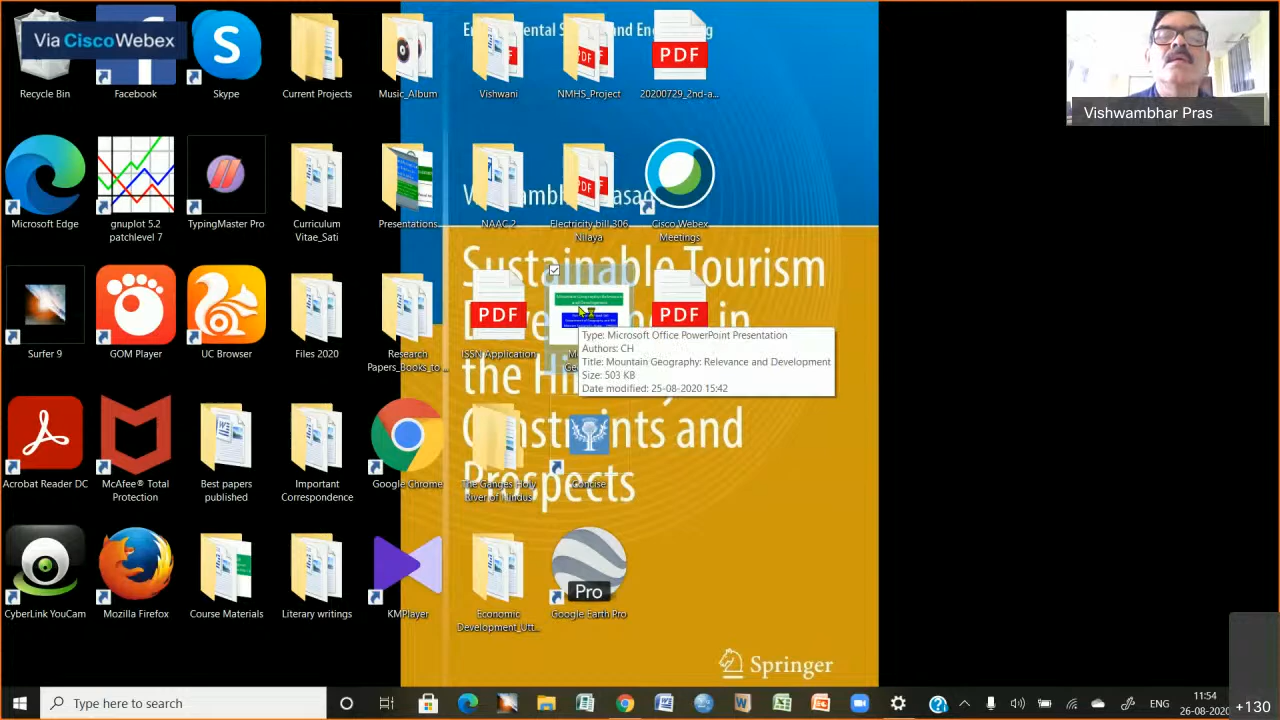 Via CiscoWebex
Vishwambhar Pras
Recycle Bin
Facebook
Skype
Current Projects
Music_Album
Vishwani
NMHS_Project
PDF
20200729_2nd-a...
Microsoft Edge
gnuplot 5.2
patchlevel 7
TypingMaster Pro
Curriculum
Vitae_Sati
Presentations
NAAC 2
Electricity bill 306
Nilaya
Cisco Webex
Meetings
Sustainable Tourism
in
the
Constraints and
Prospects
Springer
Surfer 9
GOM Player
UC Browser
Files 2020
Research
Papers_Books_to...
PDF
ISSN Application
PDF
Type: Microsoft Office PowerPoint Presentation
Authors: CH
Title: Mountain Geography: Relevance and Development
Size: 503 KB
Date modified: 25-08-2020 15:42
Acrobat Reader DC
McAfee® Total
Protection
Best papers
published
Important
Correspondence
Google Chrome
The Ganges Holy
River of Hindus
Concise
CyberLink YouCam
Mozilla Firefox
Course Materials
Literary writings
KMPlayer
Economic
Development_Utt...
Pro
Google Earth Pro
Type here to search
ENG
11:54
26-08-2020
+130